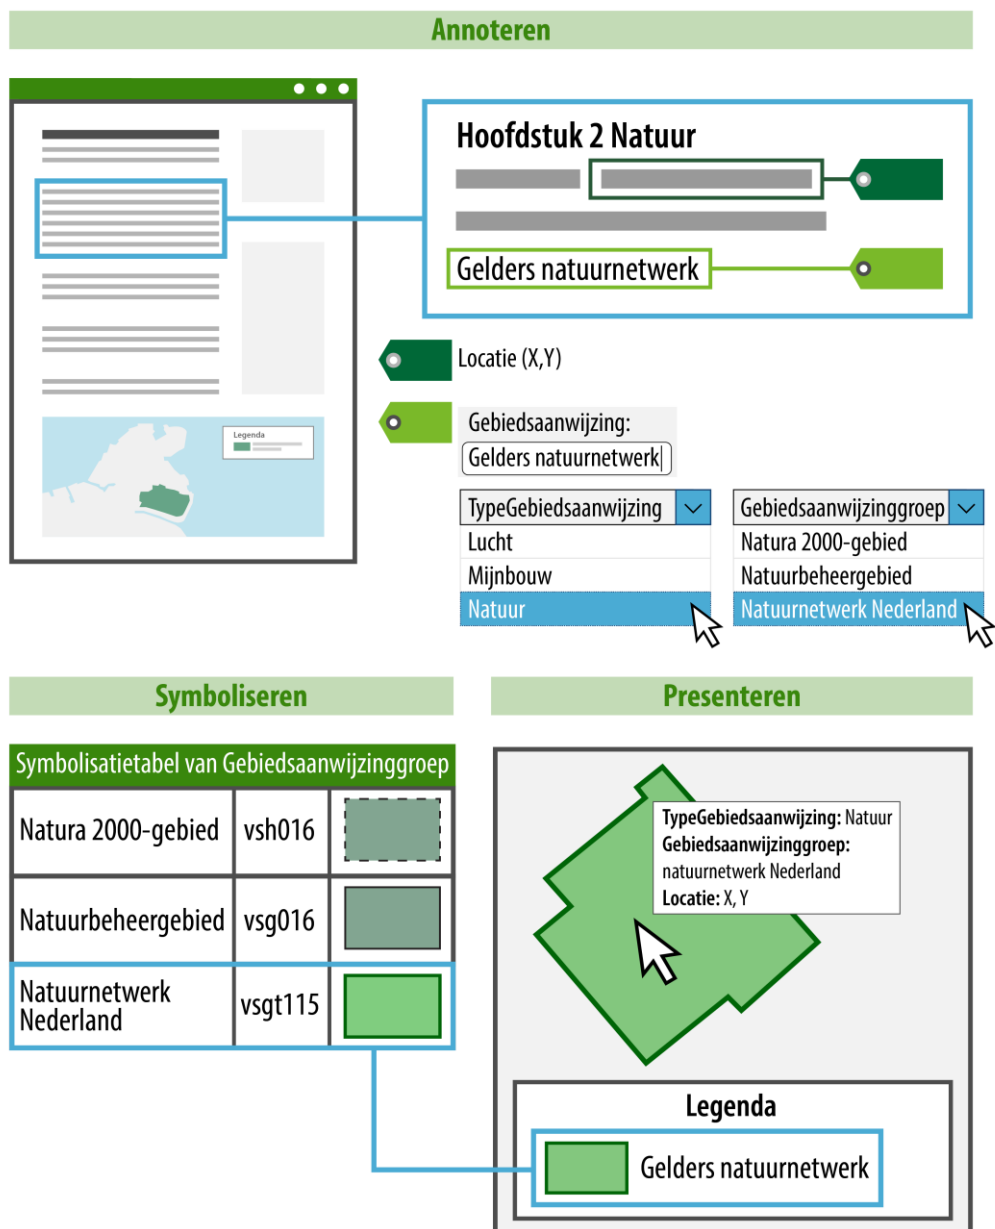 Annoteren
Hoofdstuk 2 Natuur
Gelders natuurnetwerk
Locatie (X,Y)
Gebiedsaanwijzing:
Gelders natuurnetwerk
Legenda
TypeGebiedsaanwijzing
Lucht
Mijnbouw
Natuur
Gebiedsaanwijzinggroep
Natura 2000-gebied
Natuurbeheergebied
Natuurnetwerk Nederland
Symboliseren
Symbolisatietabel van Gebiedsaanwijzinggroep
Natura 2000-gebied vsh016
Natuurbeheergebied vsg016
Natuurnetwerk
Nederland
vsgt115
Presenteren
TypeGebiedsaanwijzing: Natuur
Gebiedsaanwijzinggroep:
natuurnetwerk Nederland
Locatie: X, Y
Legenda
Gelders natuurnetwerk